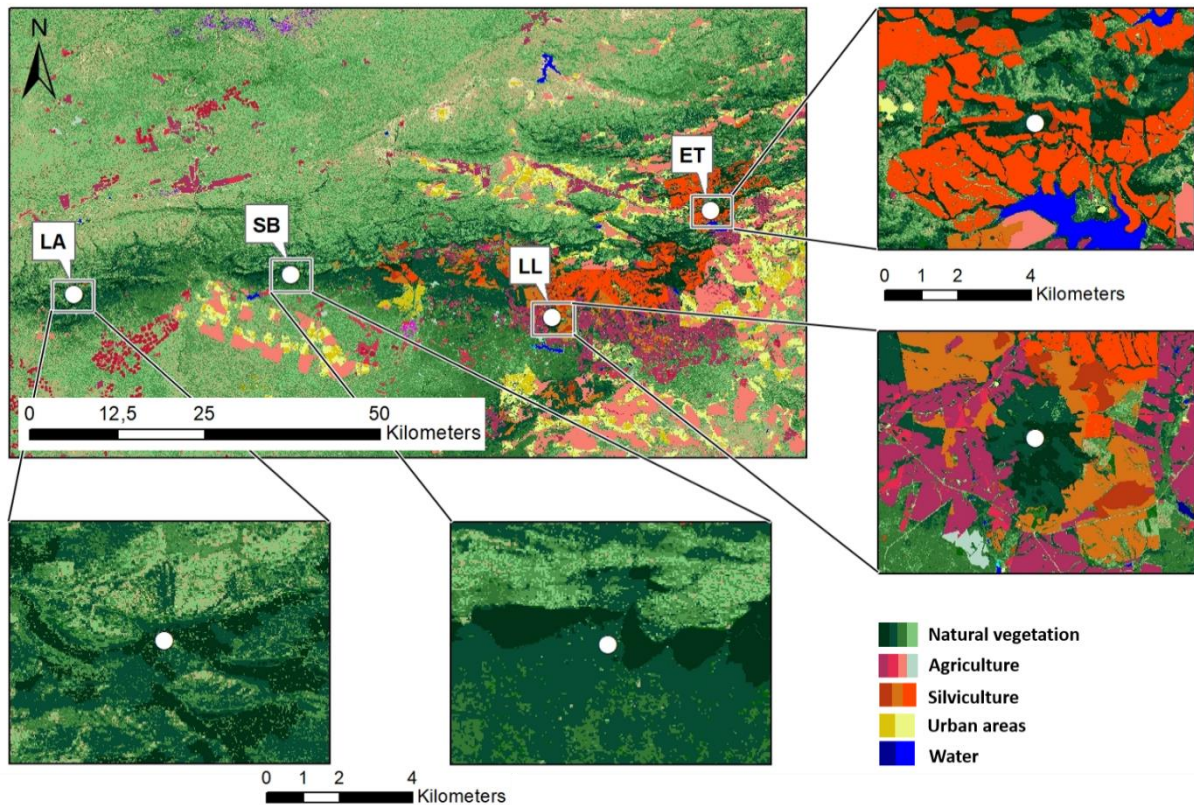 N
ET
SB
LA
LL
0 12,5 25 50
Kilometers
0 1 2 4
Kilometers
Natural vegetation
Agriculture
Silviculture
Urban areas
Water
0 1 2 4
Kilometers